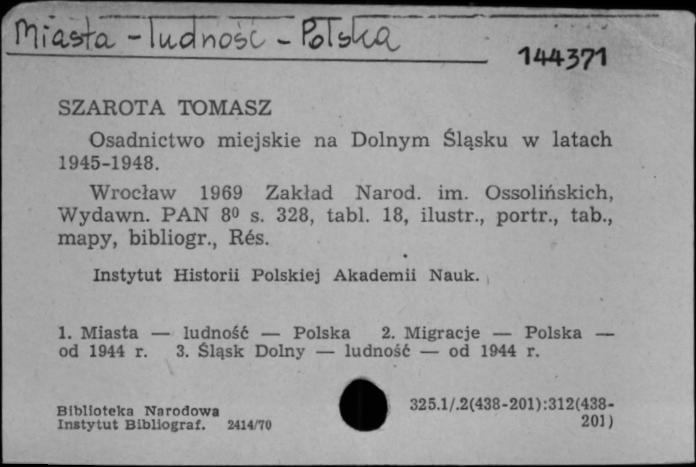 Miasta - ludność - Polska
144371
SZAROTA TOMASZ
Osadnictwo miejskie na Dolnym Śląsku w latach
1945-1948.
Wrocław 1969 Zakład Narod. im. Ossolińskich,
Wydawn. PAN 8⁰ s. 328, tabl. 18, ilustr., portr., tab.,
mapy, bibliogr., Rés.
Instytut Historii Polskiej Akademii Nauk.
1. Miasta — ludność — Polska 2. Migracje — Polska —
od 1944 r. 3. Śląsk Dolny — ludność — od 1944 r.
Biblioteka Narodowa
Instytut Bibliograf. 2414/70
325.1/.2(438-201):312(438-
201)